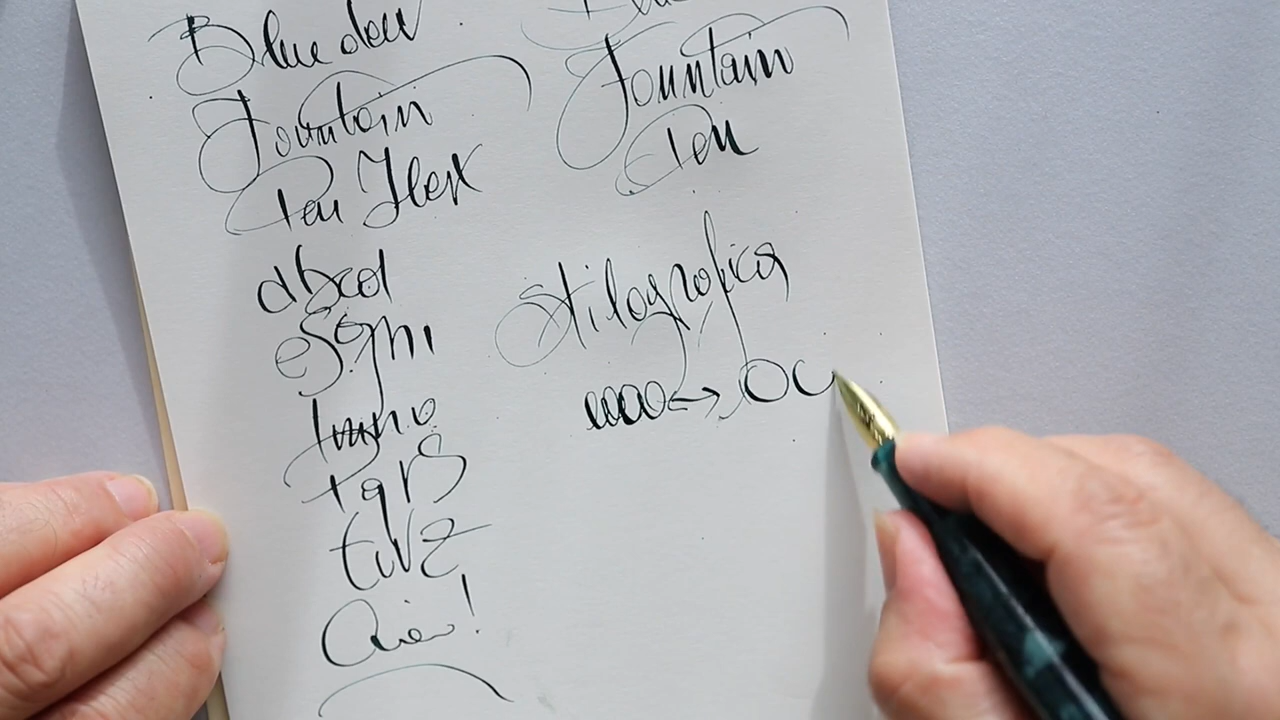 Blue dew
Fountain
Pen Flex
abcd
efghi
lmno
pqrs
tuvz
Ciao!
Fountain
Pen
Stilografica